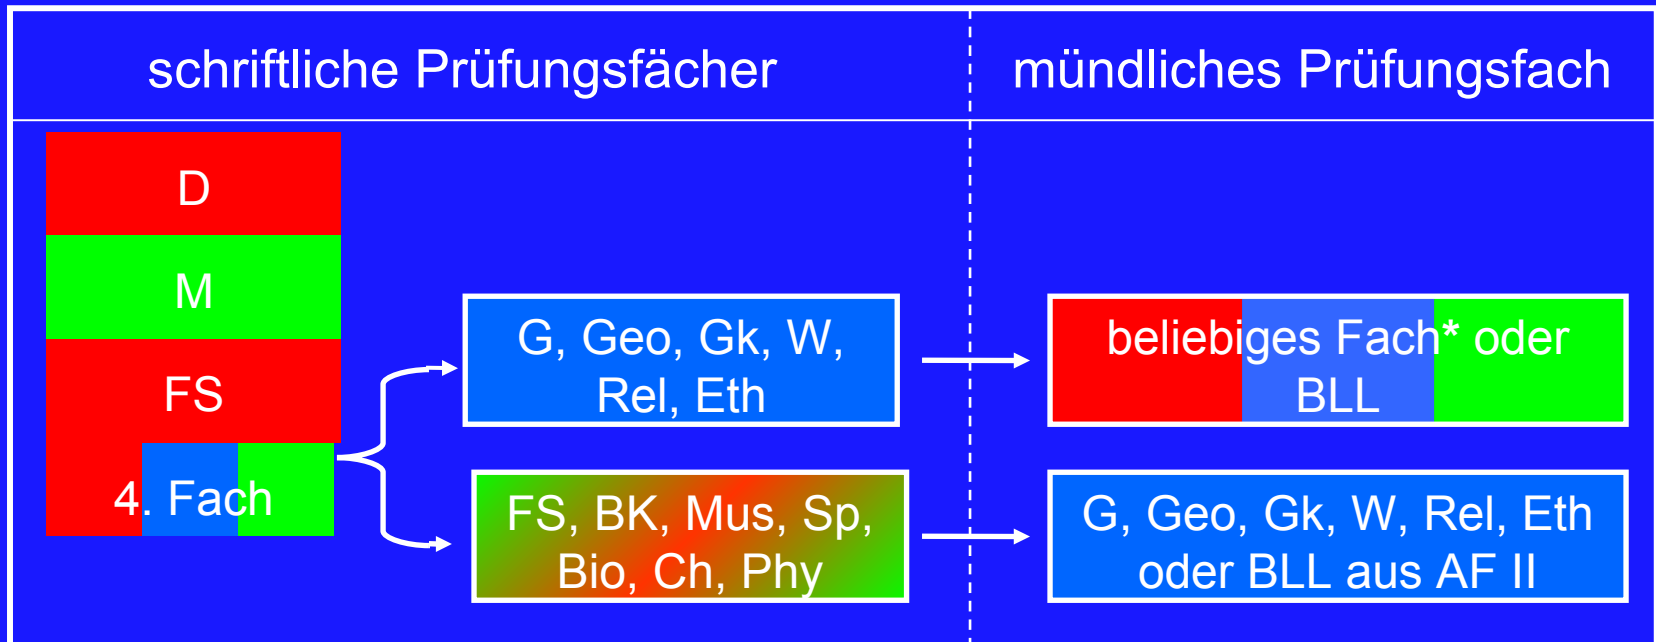 schriftliche Prüfungsfächer
mündliches Prüfungsfach
D
M
FS
4. Fach
G, Geo, Gk, W,
Rel, Eth
beliebiges Fach* oder
BLL
FS, BK, Mus, Sp,
Bio, Ch, Phy
G, Geo, Gk, W, Rel, Eth
oder BLL aus AF II